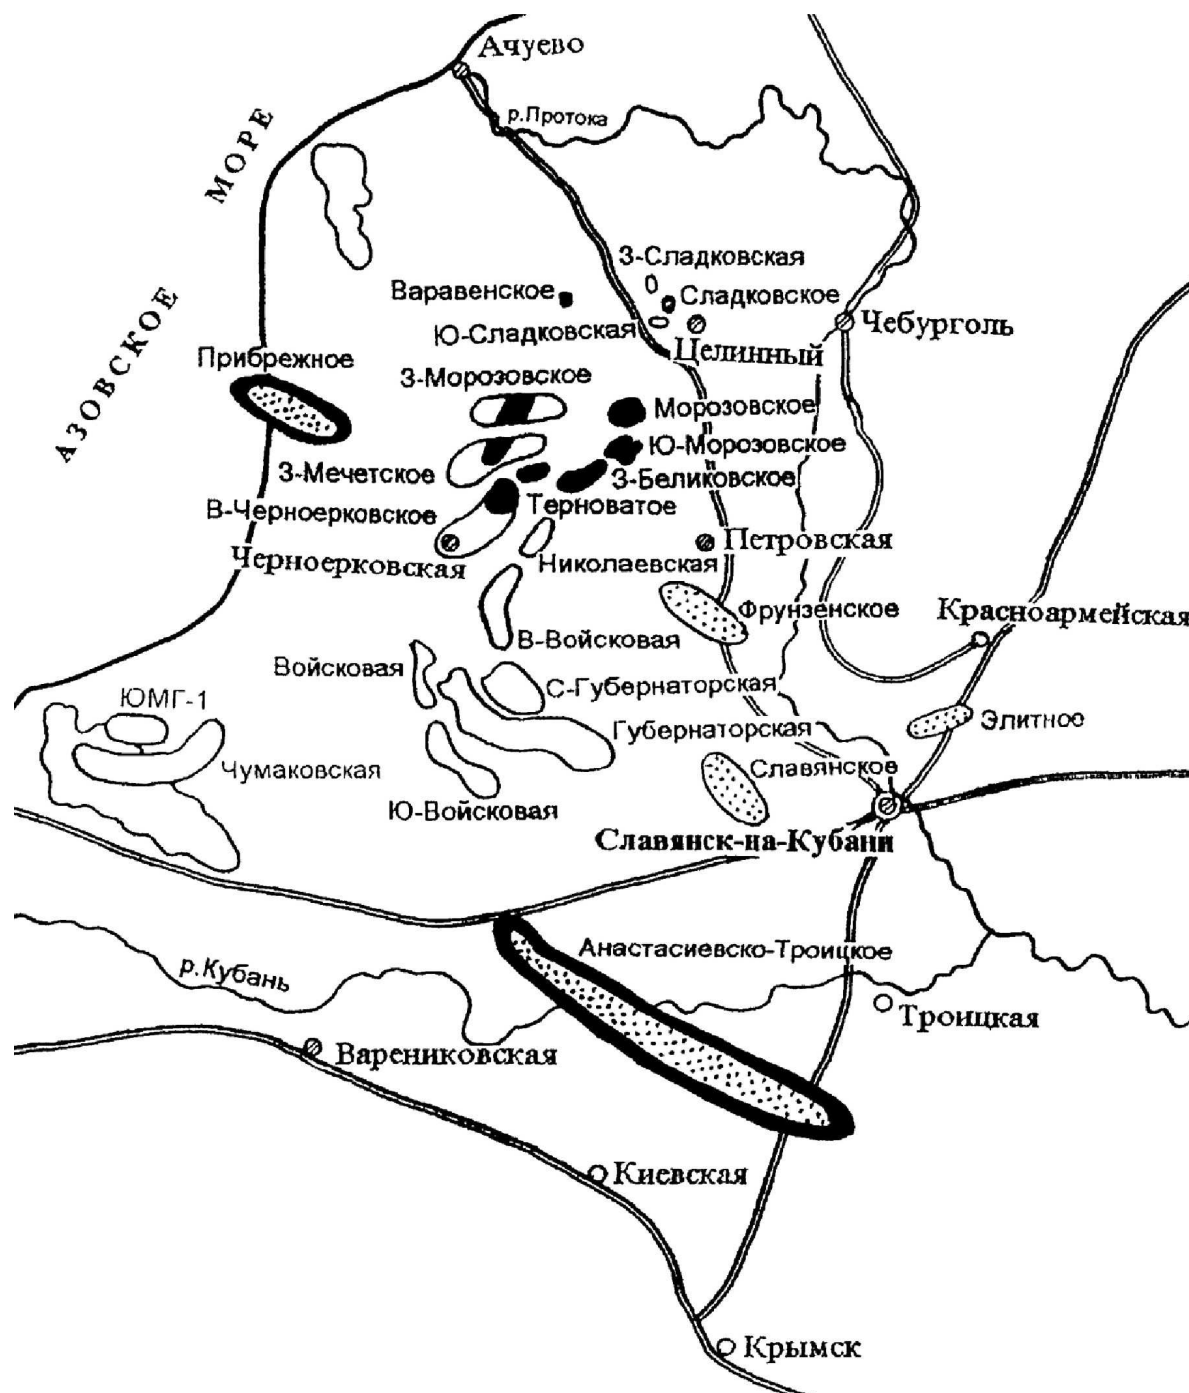 Ачуево
р.Протока
МОРЕ
З-Сладковская
Варавенское
Сладковское
Ю-Сладковская
Чебурголь
АЗОВСКОЕ
Прибрежное
Целинный
З-Морозовское
Морозовское
Ю-Морозовское
З-Мечетское
З-Беликовское
В-Черноерковское
Терноватое
Черноерковская
Петровская
Николаевская
Фрунзенское
Красноармейская
В-Войсковая
Войсковая
С-Губернаторская
ЮМГ-1
Губернаторская
Элитное
Чумаковская
Славянское
Ю-Войсковая
Славянск-на-Кубани
Анастасиевско-Троицкое
р.Кубань
Троицкая
Варениковская
Киевская
Крымск